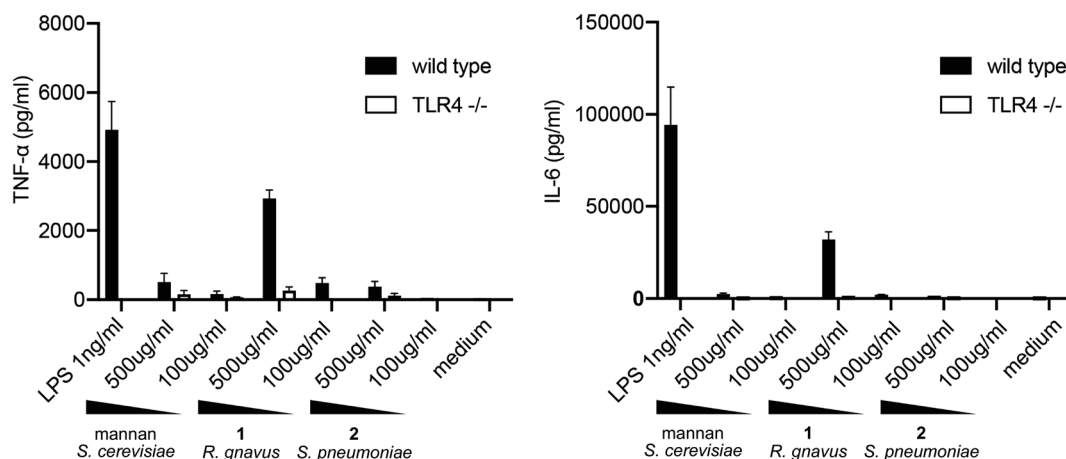 8000
6000
4000
2000
0
TNF-α (pg/ml)
wild type
TLR4 -/-
LPS 1ng/ml
500ug/ml
100ug/ml
500ug/ml
100ug/ml
500ug/ml
100ug/ml
medium
mannan
S. cerevisiae
1
R. gnavus
2
S. pneumoniae
150000
100000
50000
0
IL-6 (pg/ml)
wild type
TLR4 -/-
LPS 1ng/ml
500ug/ml
100ug/ml
500ug/ml
100ug/ml
500ug/ml
100ug/ml
medium
mannan
S. cerevisiae
1
R. gnavus
2
S. pneumoniae